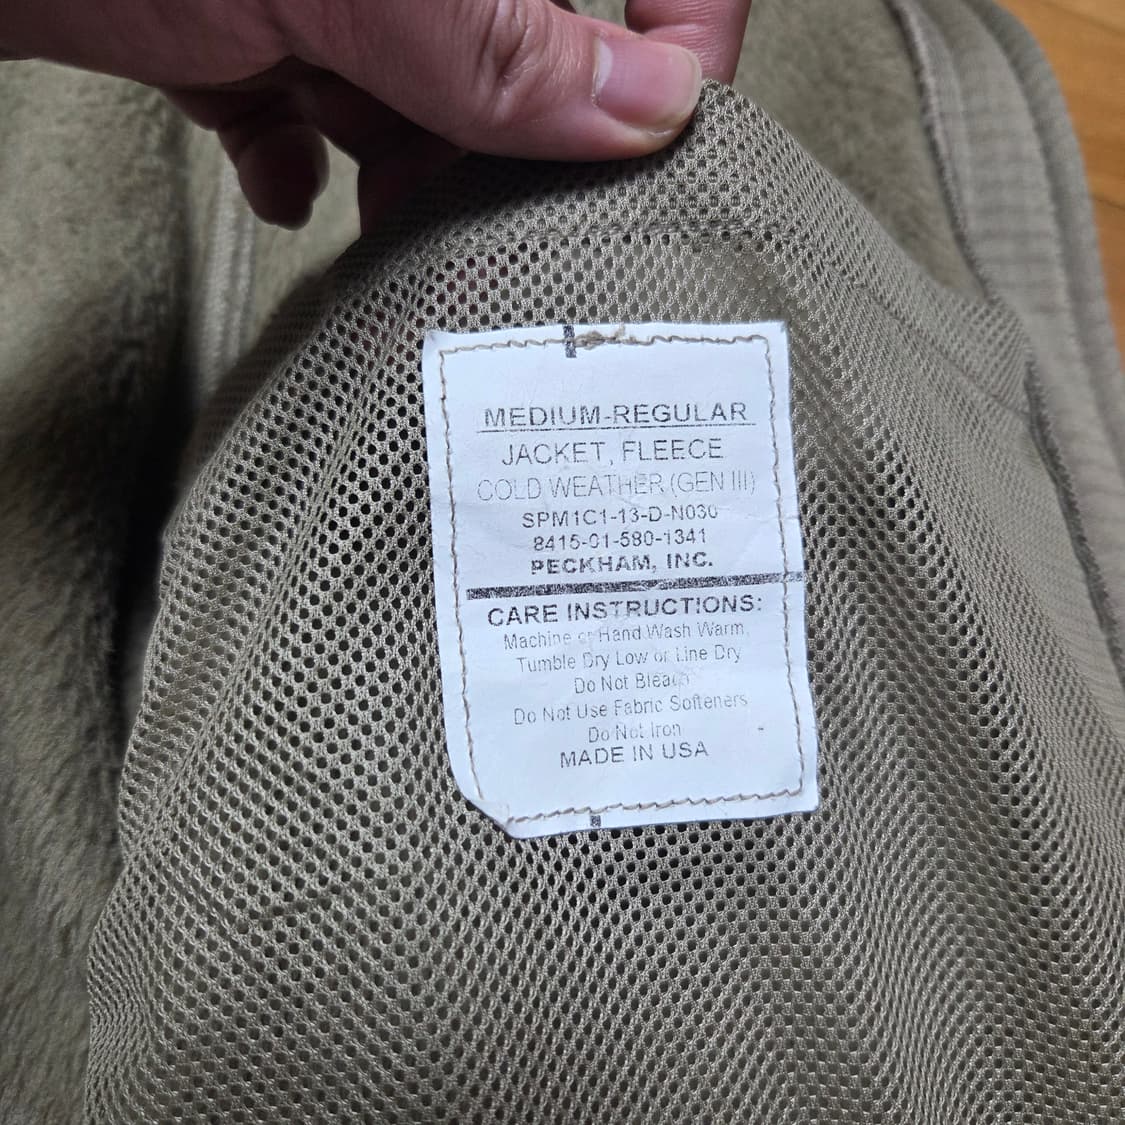 MEDIUM-REGULAR
JACKET, FLEECE
COLD WEATHER (GEN III)
SPM1C1-13-D-N030
8415-01-580-1341
PECKHAM, INC.
CARE INSTRUCTIONS:
Machine or Hand Wash Warm
Tumble Dry Low or Line Dry
Do Not Bleach
Do Not Use Fabric Softeners
Do Not Iron
MADE IN USA